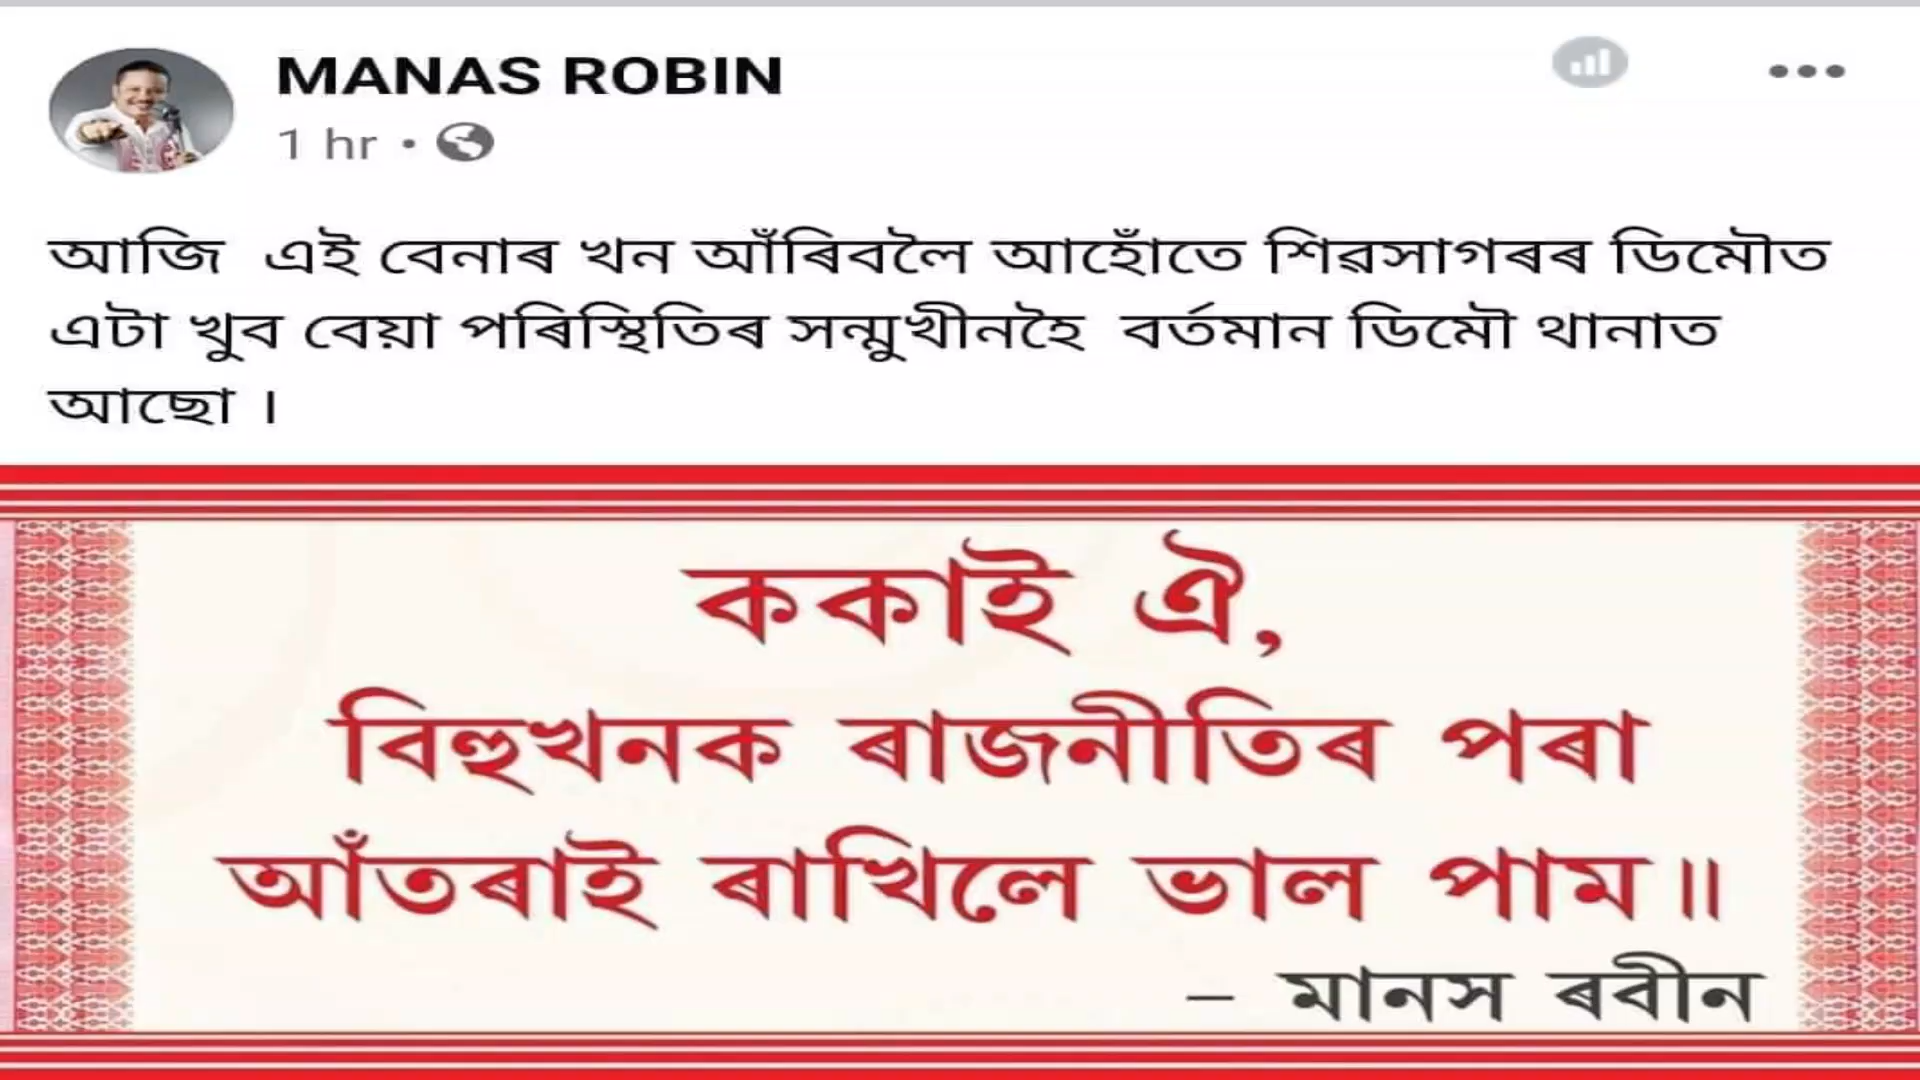 MANAS ROBIN
1 hr •
আজি এই বেনাৰ খন আঁৰিবলৈ আহোঁতে শিৱসাগৰৰ ডিমৌত
এটা খুব বেয়া পৰিস্থিতিৰ সন্মুখীনহৈ বৰ্তমান ডিমৌ থানাত
আছো ।
ককাই ঐ,
বিহুখনক ৰাজনীতিৰ পৰা
আঁতৰাই ৰাখিলে ভাল পাম॥
– মানস ৰবীন